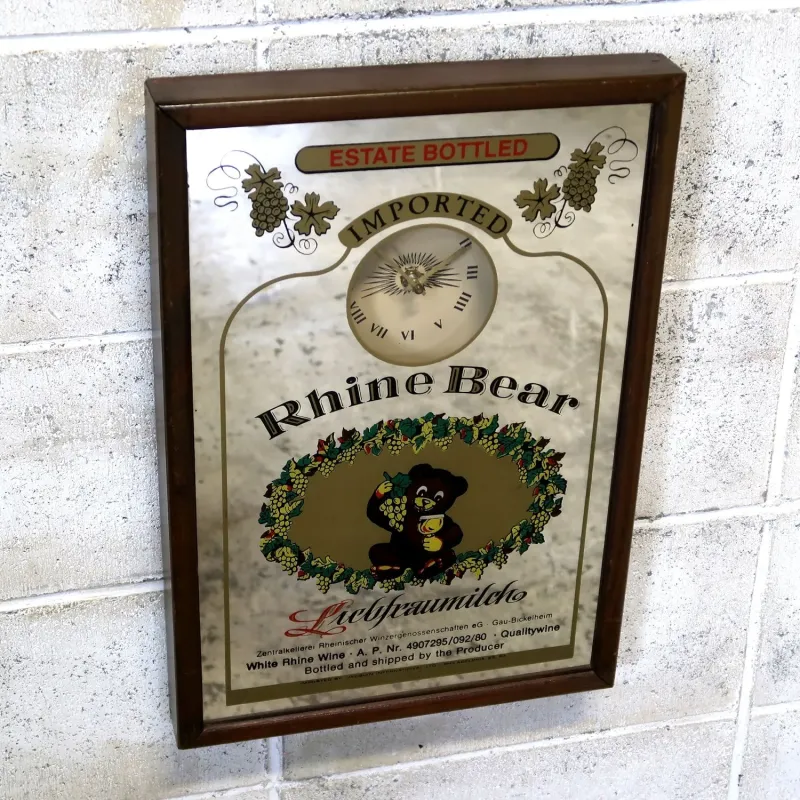 ESTATE BOTTLED
IMPORTED
II
III
IIII
V
VI
VII
VIII
Rhine Bear
Liebfraumilch
Zentralkellerei Rheinischer Winzergenossenschaften eG · Gau-Bickelheim
White Rhine Wine · A. P. Nr. 4907295/092/80 · Qualitywine
Bottled and shipped by the Producer